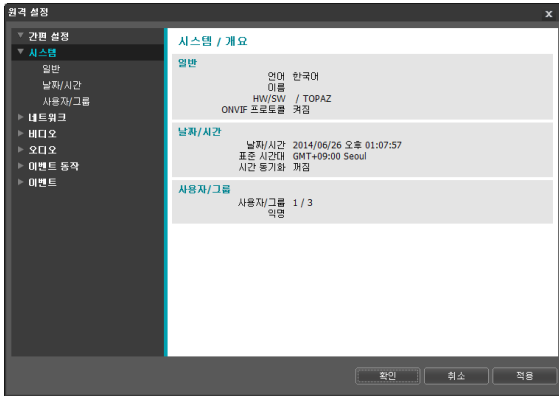 원격 설정
x
간편 설정
시스템
일반
날짜/시간
사용자/그룹
네트워크
비디오
오디오
이벤트 동작
이벤트
시스템 / 개요
일반
언어 한국어
이름
HW/SW / TOPAZ
ONVIF 프로토콜 켜짐
날짜/시간
날짜/시간 2014/06/26 오후 01:07:57
표준 시간대 GMT+09:00 Seoul
시간 동기화 꺼짐
사용자/그룹
사용자/그룹 1 / 3
익명
확인 취소 적용